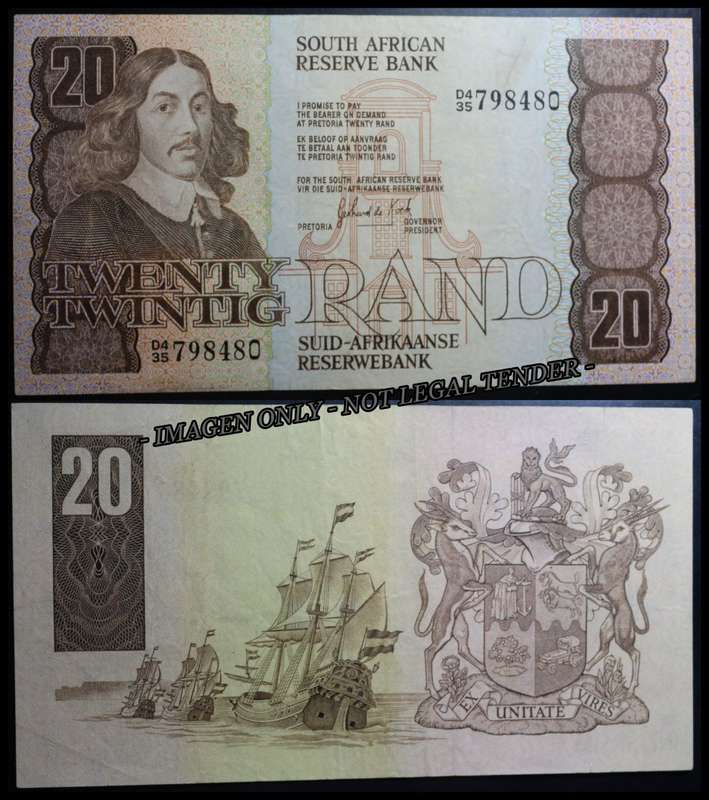 20
SOUTH AFRICAN
RESERVE BANK
D4
35 798480
I PROMISE TO PAY
THE BEARER ON DEMAND
AT PRETORIA TWENTY RAND
EK BELOOF OP AANVRAAG
TE BETAAL AAN TOONDER
TE PRETORIA TWINTIG RAND
FOR THE SOUTH AFRICAN RESERVE BANK
VIR DIE SUID-AFRIKAANSE RESERWEBANK
Gerhard de Kock
PRETORIA
GOVERNOR
PRESIDENT
TWENTY
TWINTIG
RAND
20
D4
35 798480
SUID-AFRIKAANSE
RESERWEBANK
- IMAGEN ONLY - NOT LEGAL TENDER -
20
EX UNITATE VIRES